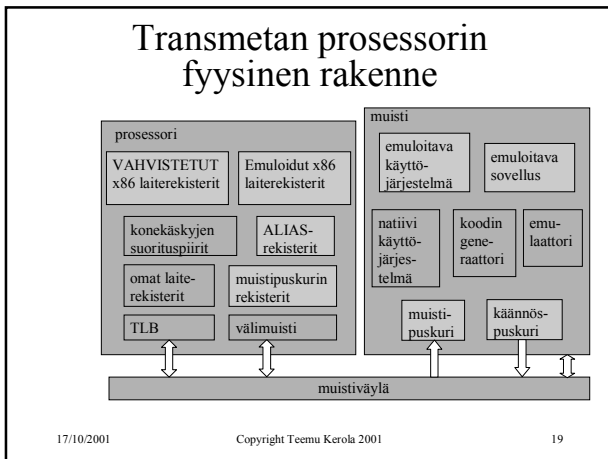 Transmetan prosessorin
fyysinen rakenne
prosessori
VAHVISTETUT
x86 laiterekisterit
Emuloidut x86
laiterekisterit
konekäskyjen
suorituspiirit
ALIAS-
rekisterit
omat laite-
rekisterit
muistipuskurin
rekisterit
TLB
välimuisti
muisti
emuloitava
käyttö-
järjestelmä
emuloitava
sovellus
natiivi
käyttö-
järjes-
telmä
koodin
gene-
raattori
emu-
laattori
muisti-
puskuri
käännös-
puskuri
muistiväylä
17/10/2001
Copyright Teemu Kerola 2001
19